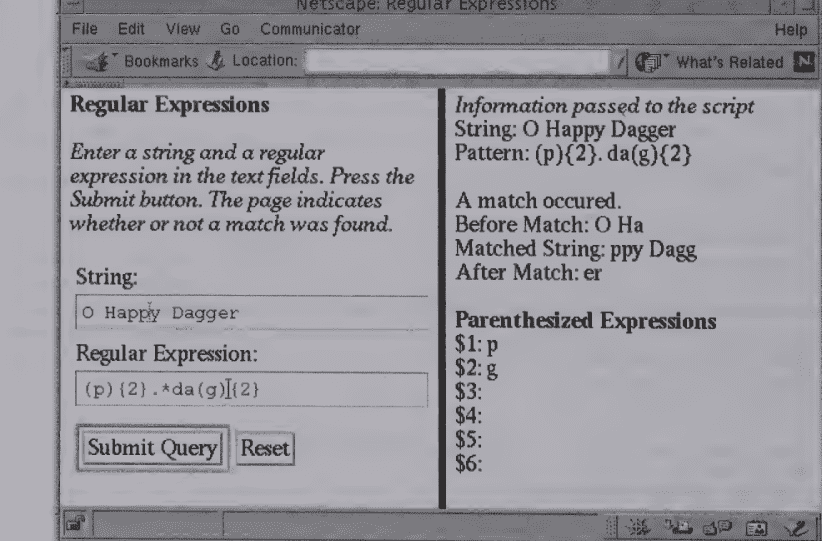 Netscape: Regular Expressions
File Edit View Go Communicator Help
Bookmarks Location: What's Related N
Regular Expressions
Enter a string and a regular
expression in the text fields. Press the
Submit button. The page indicates
whether or not a match was found.
String:
O Happy Dagger
Regular Expression:
(p){2}.*da(g){2}
Submit Query Reset
Information passed to the script
String: O Happy Dagger
Pattern: (p){2}. da(g){2}
A match occured.
Before Match: O Ha
Matched String: ppy Dagg
After Match: er
Parenthesized Expressions
$1: p
$2: g
$3:
$4:
$5:
$6: